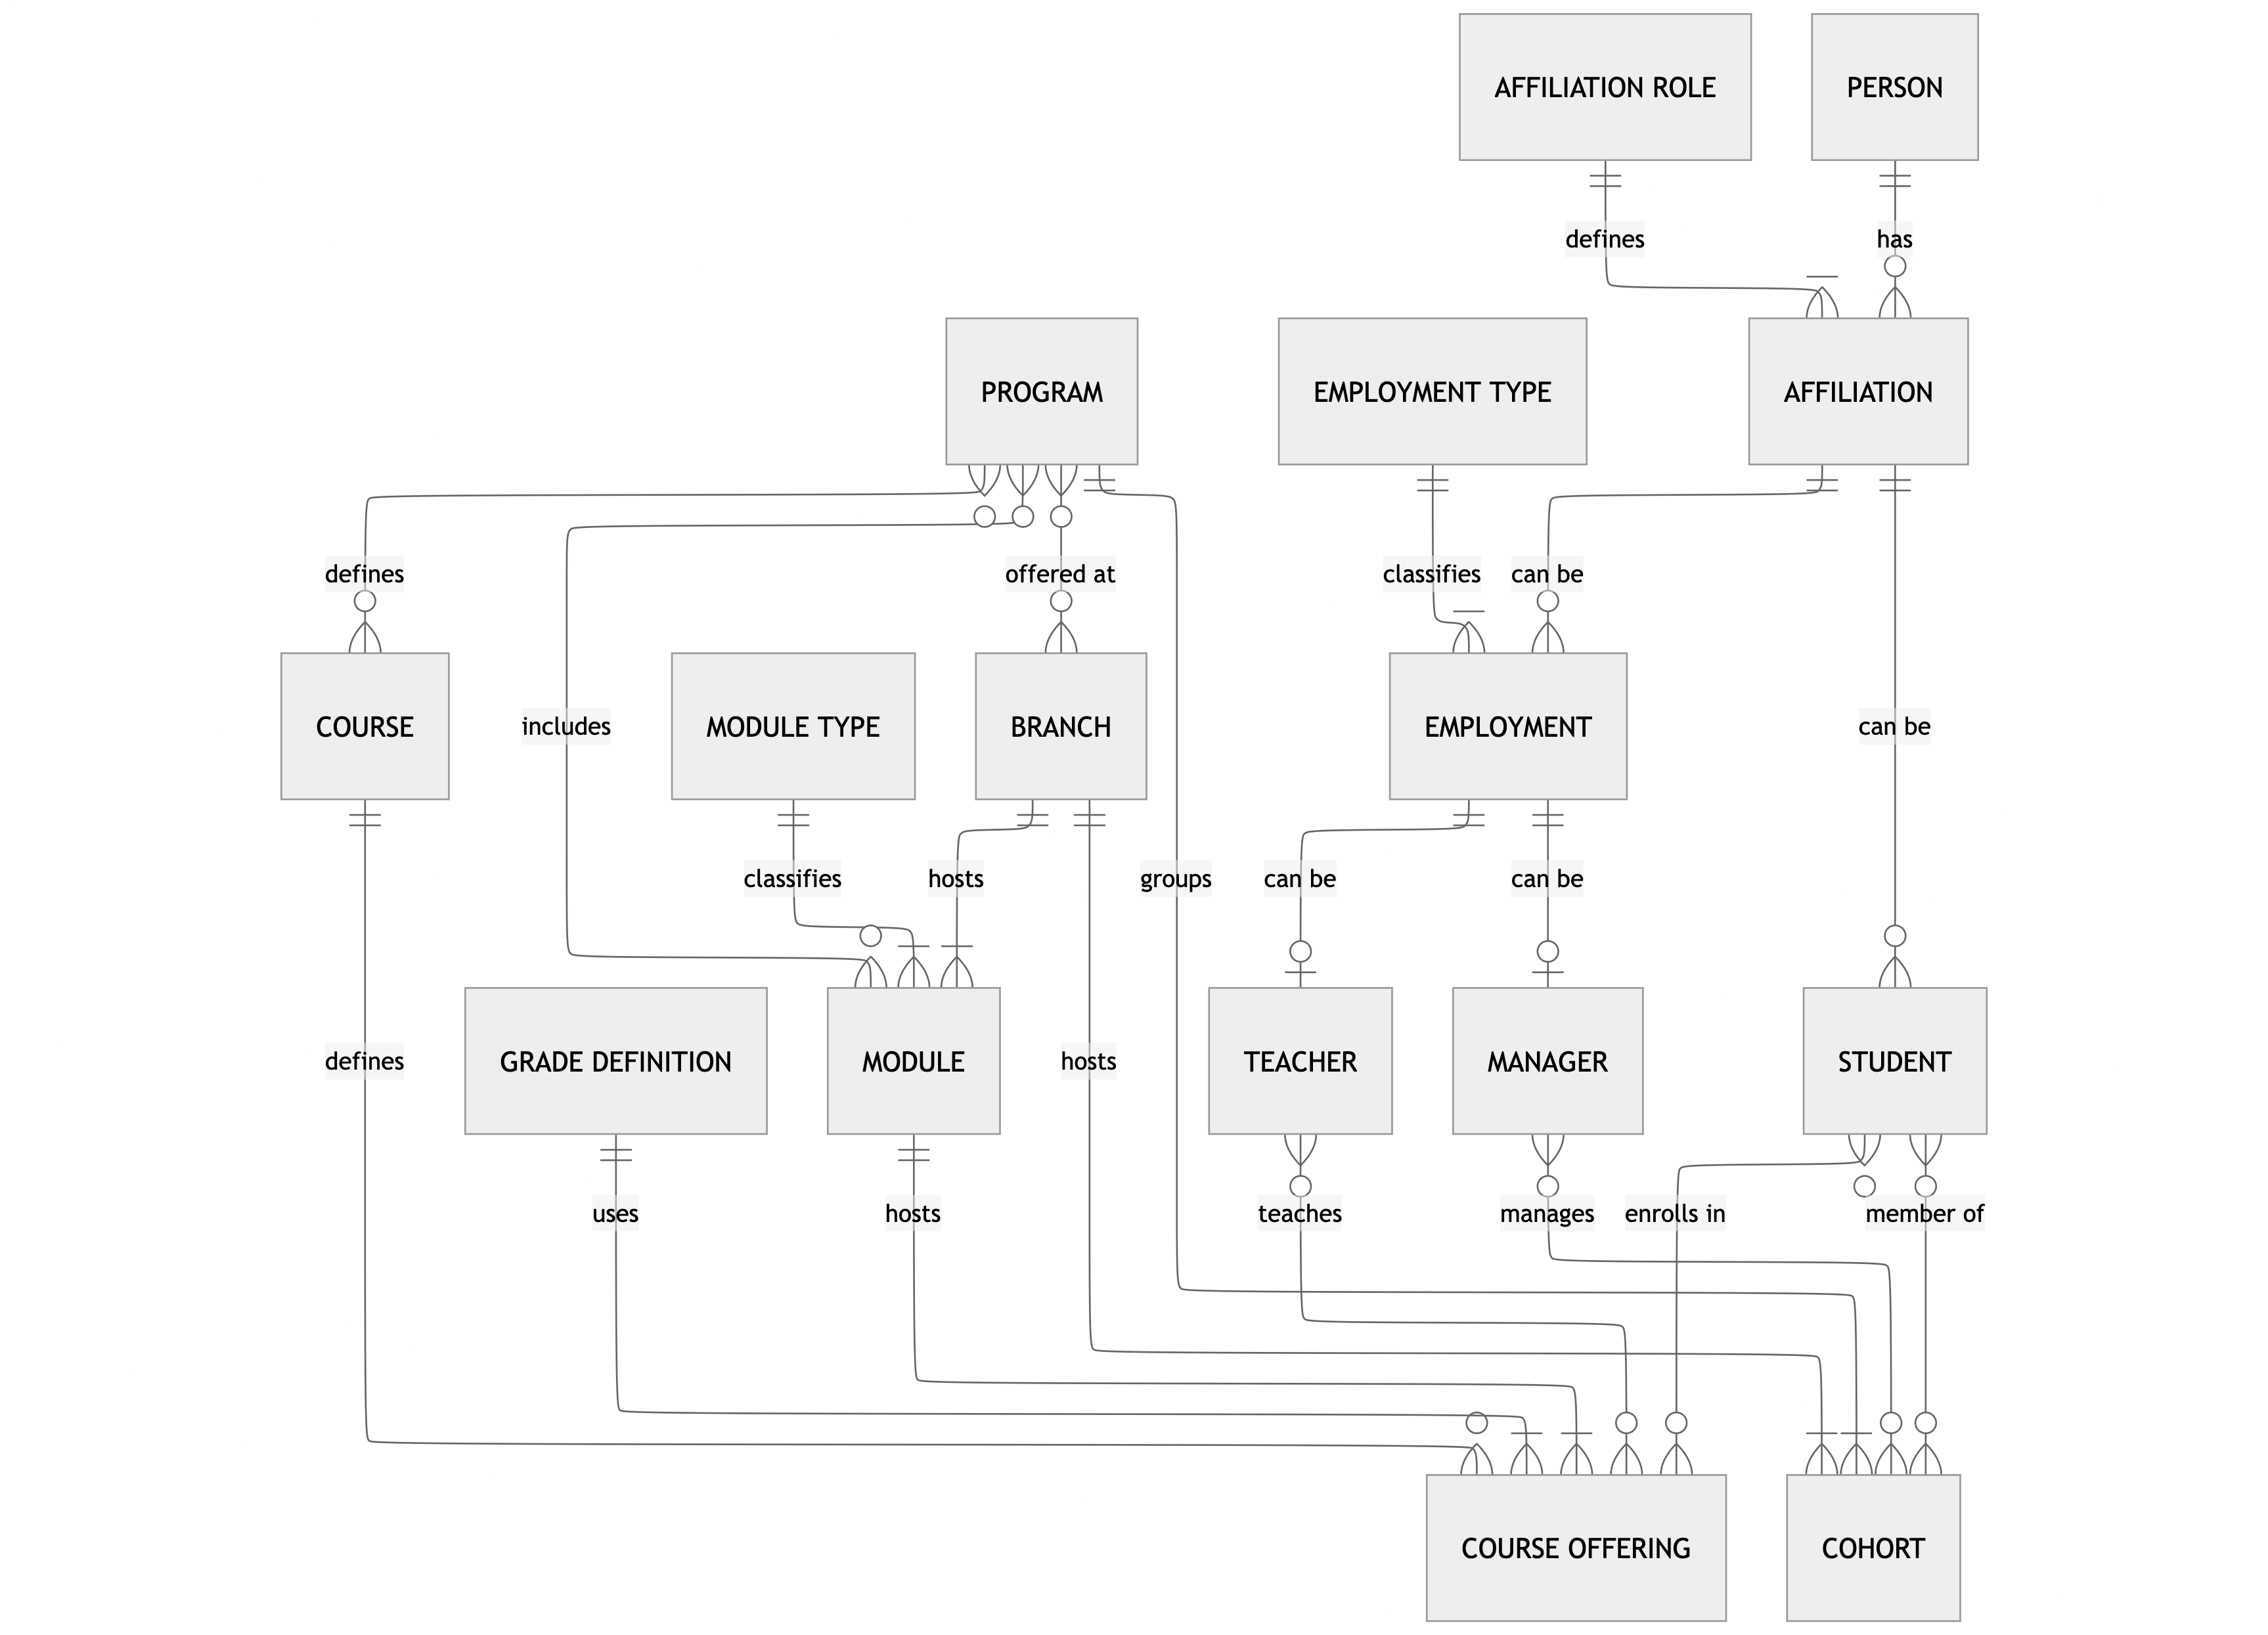 AFFILIATION ROLE
PERSON
defines
has
PROGRAM
EMPLOYMENT TYPE
AFFILIATION
defines
offered at
classifies
can be
COURSE
includes
MODULE TYPE
BRANCH
EMPLOYMENT
can be
classifies
hosts
groups
can be
can be
defines
GRADE DEFINITION
MODULE
hosts
TEACHER
MANAGER
STUDENT
uses
hosts
teaches
manages
enrolls in
member of
COURSE OFFERING
COHORT